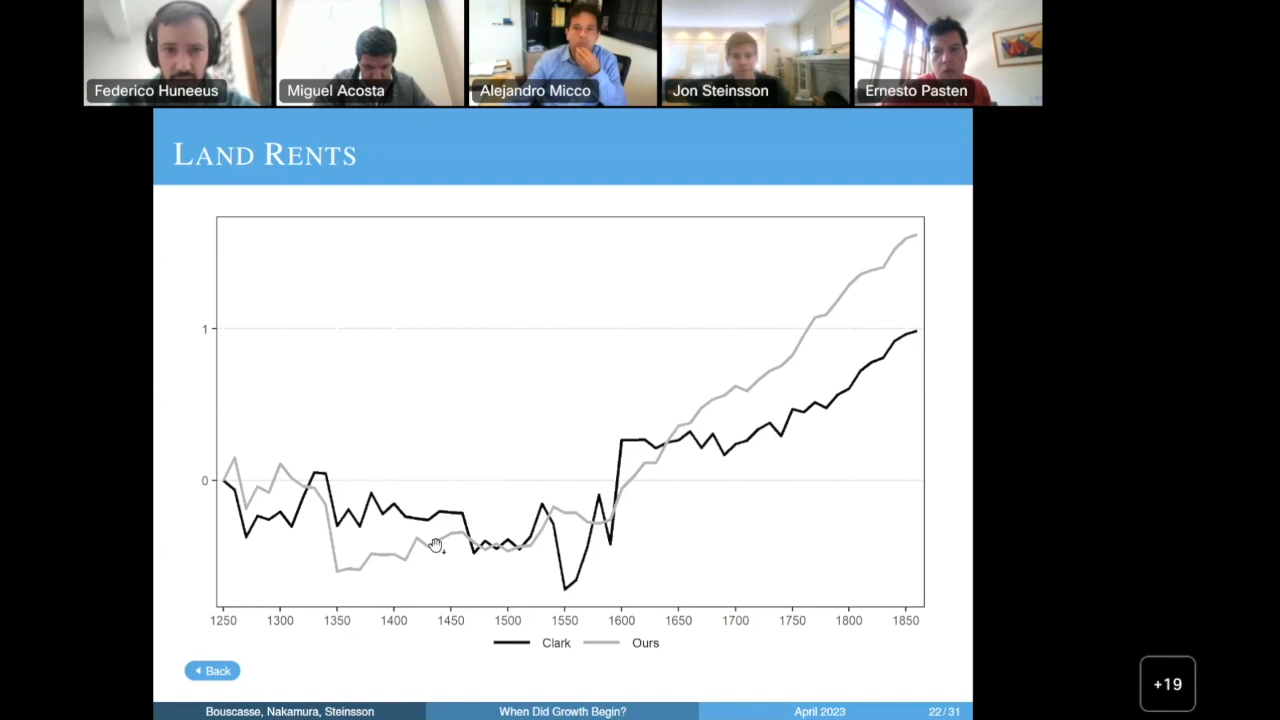 Federico Huneeus
Miguel Acosta
Alejandro Micco
Jon Steinsson
Ernesto Pasten
LAND RENTS
1
0
1250 1300 1350 1400 1450 1500 1550 1600 1650 1700 1750 1800 1850
Clark Ours
Back
+19
Bouscasse, Nakamura, Steinsson When Did Growth Begin? April 2023 22/31